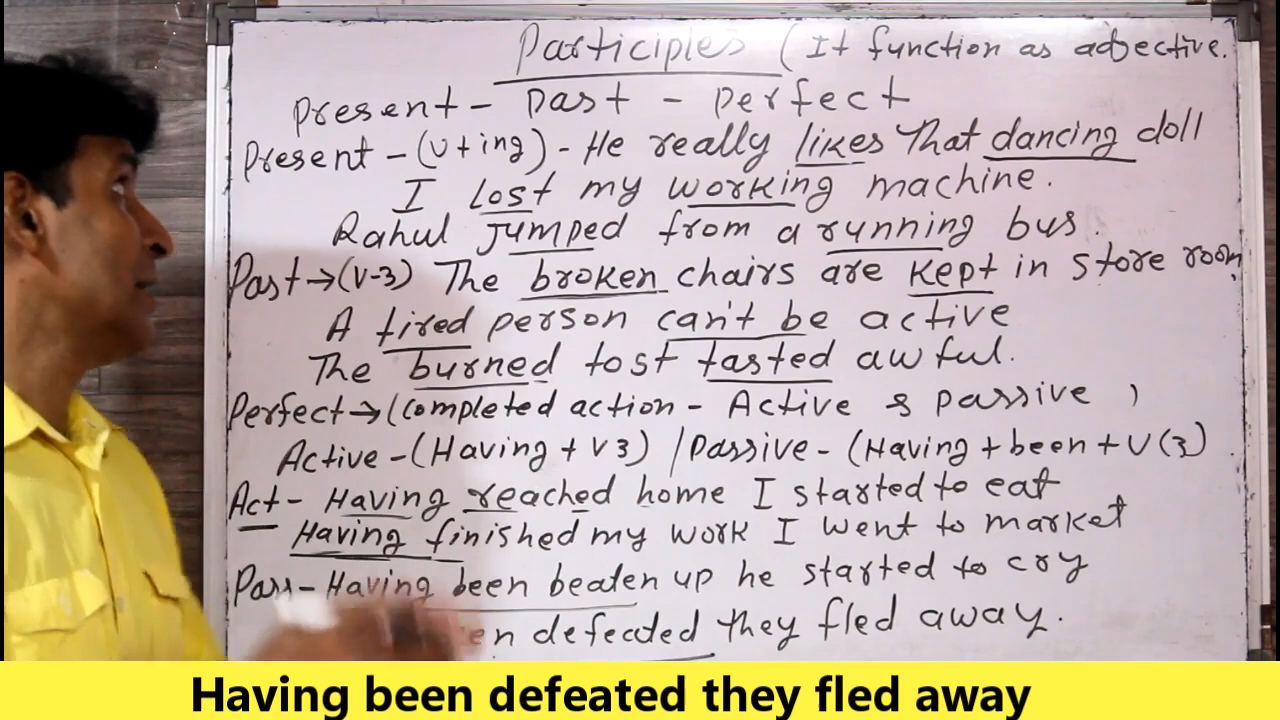 Participles (It function as adjective.
Present - Past - Perfect
Present - (V+ing) - He really likes That dancing doll
I lost my working machine.
Rahul jumped from a running bus.
Past → (V-3) The broken chairs are kept in store room,
A tired person can't be active
The burned tost tasted awful.
Perfect → (Completed action - Active & passive )
Active - (Having + V3) / Passive - (Having + been + V(3)
Act - Having reached home I started to eat
Having finished my work I went to market
Pass - Having been beaten up he started to cry
en defeated they fled away.
Having been defeated they fled away